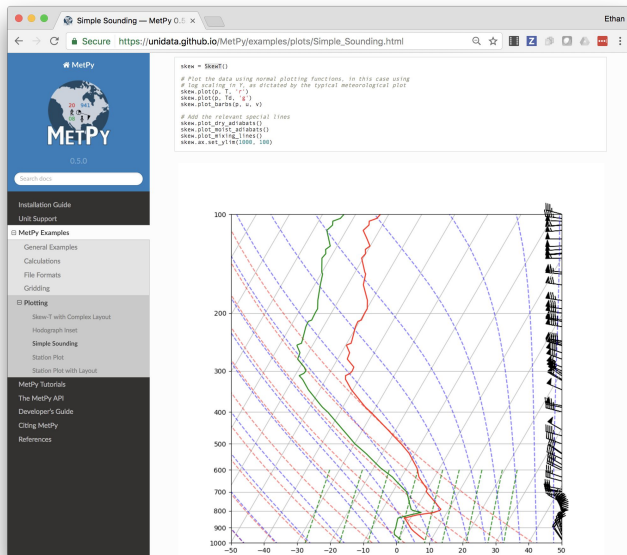 Simple Sounding — MetPy 0.5
Ethan
Secure https://unidata.github.io/MetPy/examples/plots/Simple_Sounding.html
MetPy
20 941
METPY
0.5.0
Search docs
Installation Guide
Unit Support
MetPy Examples
General Examples
Calculations
File Formats
Gridding
Plotting
Skew-T with Complex Layout
Hodograph Inset
Simple Sounding
Station Plot
Station Plot with Layout
MetPy Tutorials
The MetPy API
Developer's Guide
Citing MetPy
References
skew = SkewT()
# Plot the data using normal plotting functions, in this case using
# log scaling in Y, as dictated by the typical meteorological plot
skew.plot(p, T, 'r')
skew.plot(p, Td, 'g')
skew.plot_barbs(p, u, v)
# Add the relevant special lines
skew.plot_dry_adiabats()
skew.plot_moist_adiabats()
skew.plot_mixing_lines()
skew.ax.set_ylim(1000, 100)
100
200
300
400
500
600
700
800
900
1000
−50 −40 −30 −20 −10 0 10 20 30 40 50